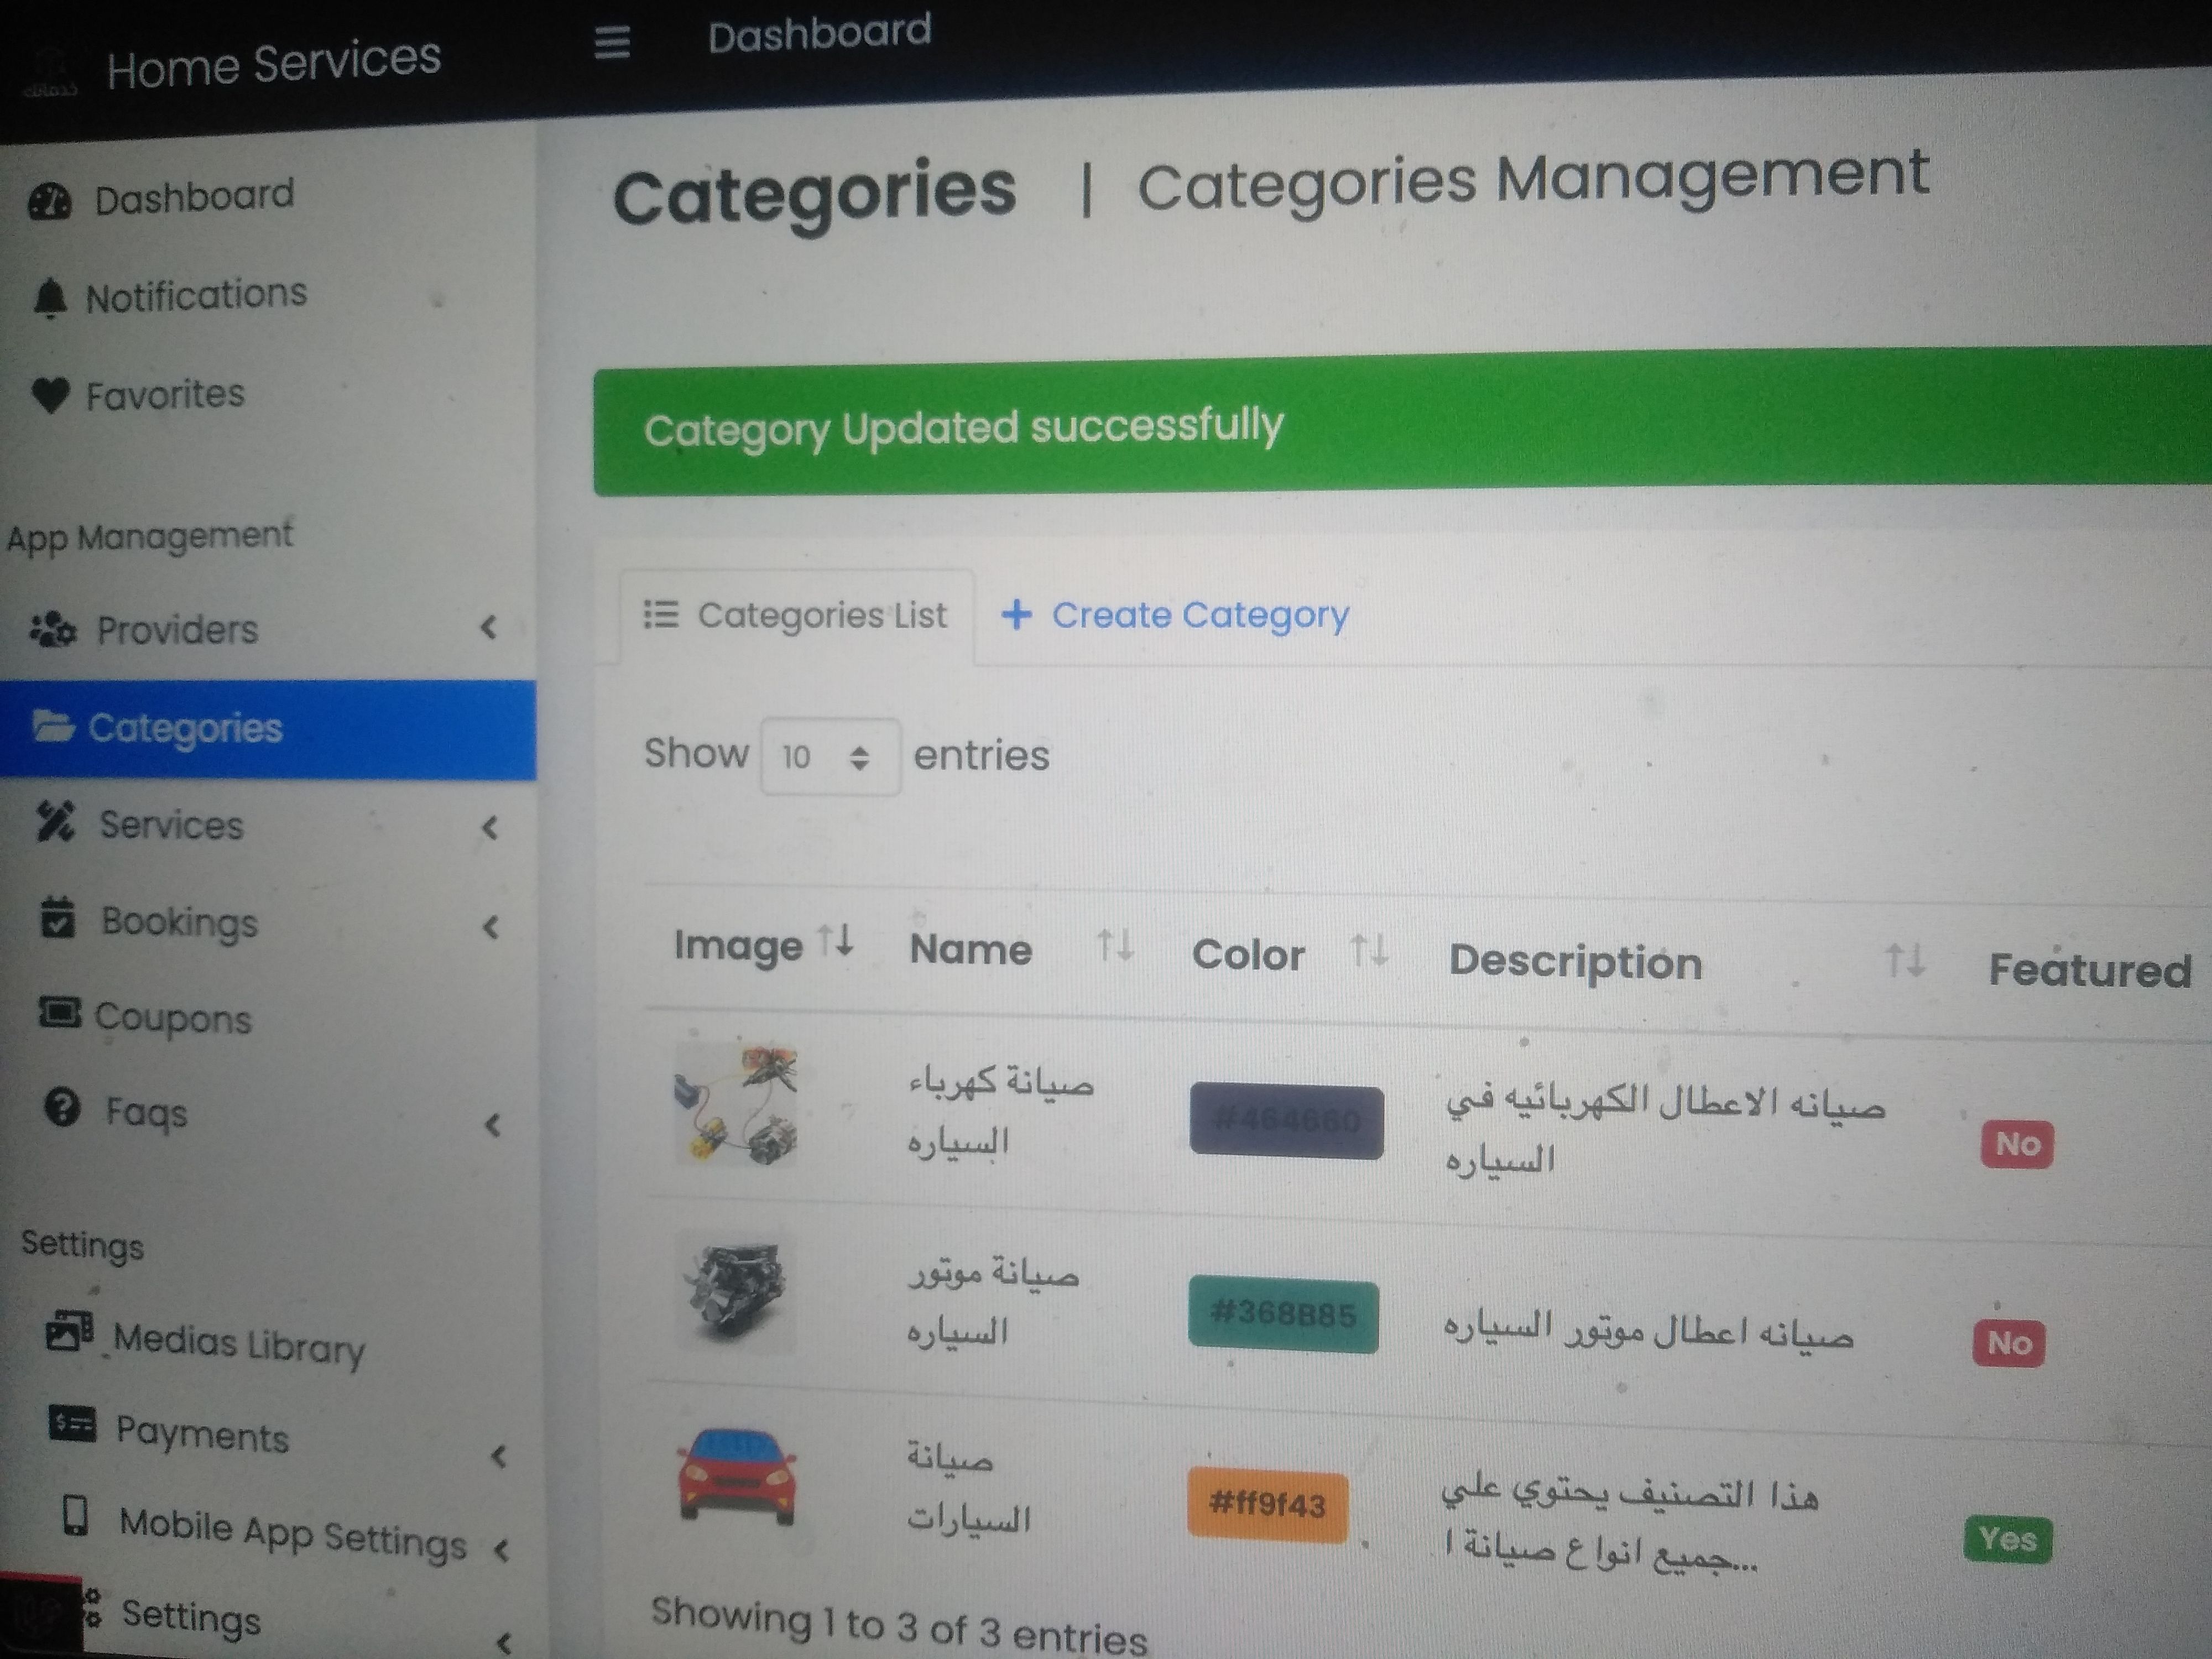 Home Services
Dashboard
Dashboard
Notifications
Favorites
App Management
Providers
Categories
Services
Bookings
Coupons
Faqs
Settings
Medias Library
Payments
Mobile App Settings
Settings
Categories | Categories Management
Category Updated successfully
Categories List
+ Create Category
Show 10 entries
Image Name Color Description Featured
صيانة كهرباء
السياره
#464660
صيانه الاعطال الكهربائيه في
السياره
No
صيانة موتور
السياره
#368B85
صيانه اعطال موتور السياره
No
صيانة
السيارات
#ff9f43
هذا التصنيف يحتوي علي
جميع انواع صيانة ا...
Yes
Showing 1 to 3 of 3 entries